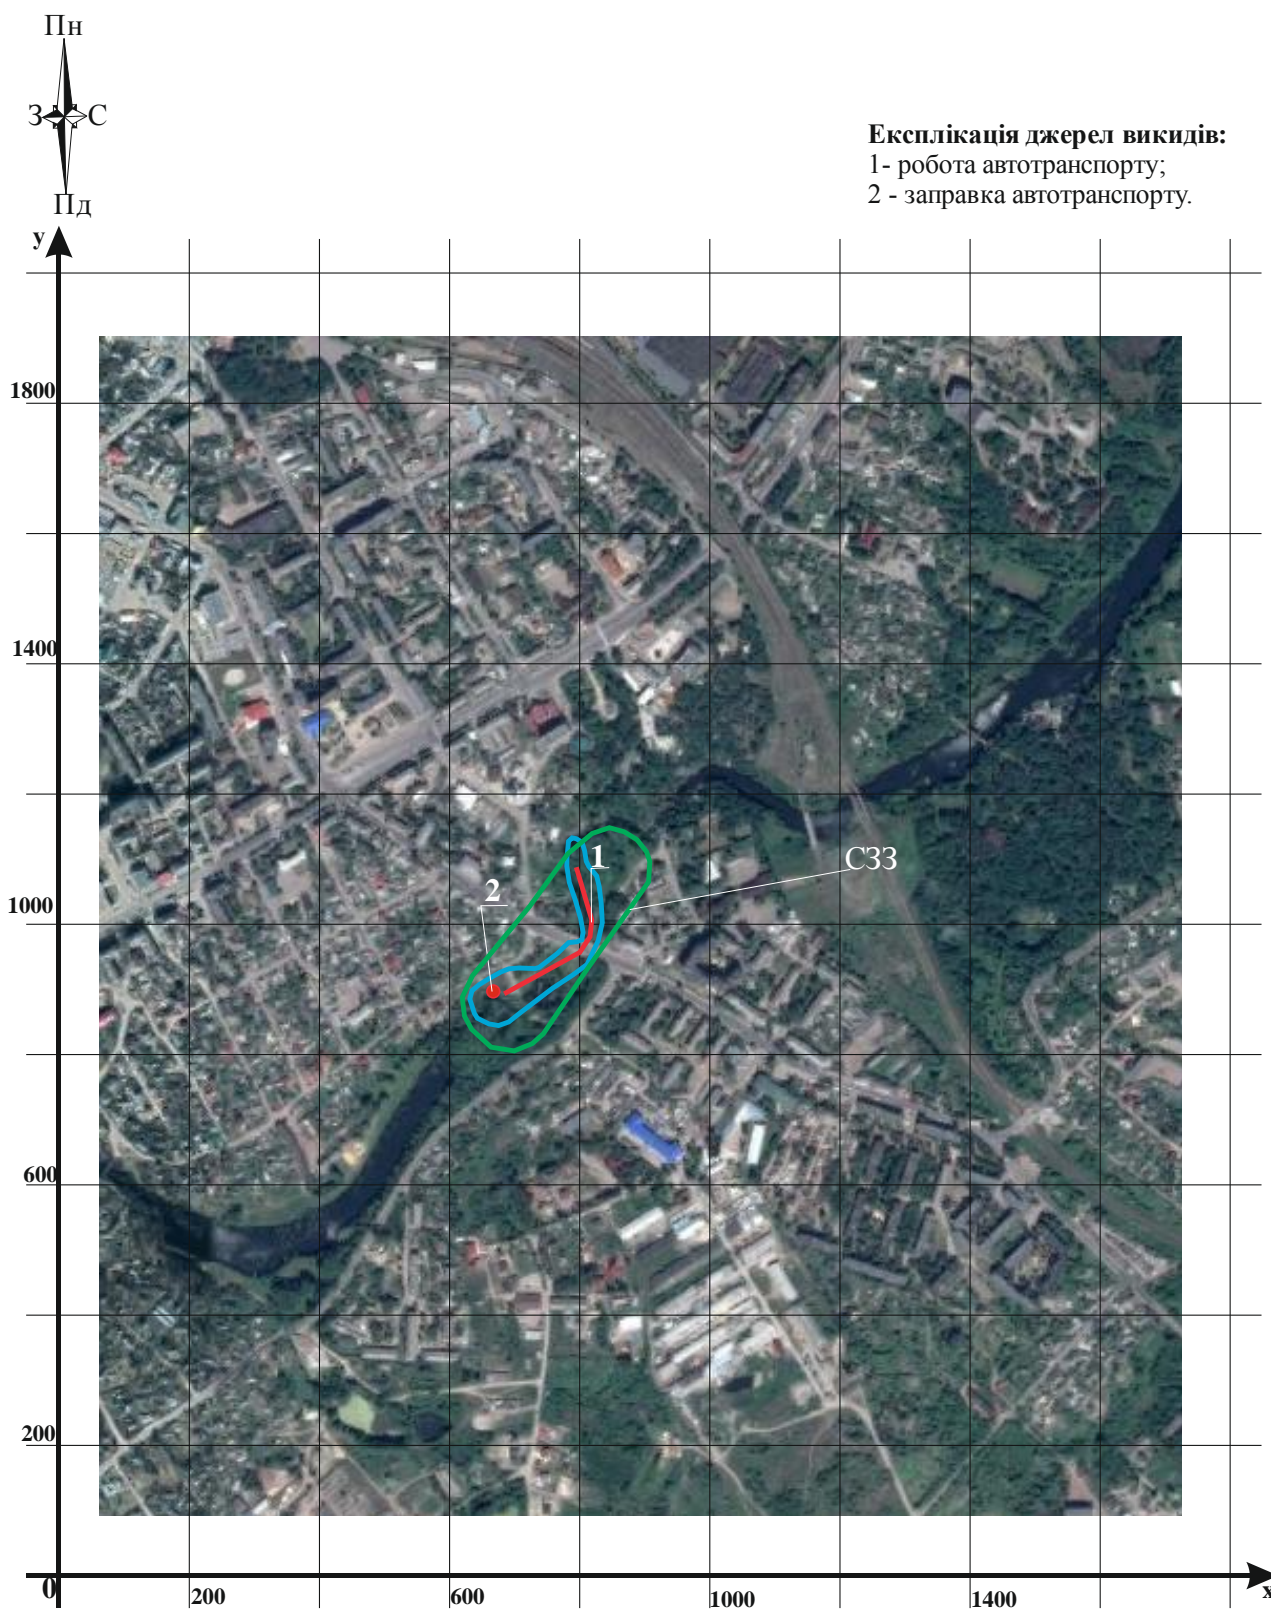 Пн
З С
Пд
Експлікація джерел викидів:
1- робота автотранспорту;
2 - заправка автотранспорту.
y
1800
1400
1
СЗЗ
2
1000
600
200
0
200 600 1000 1400 x